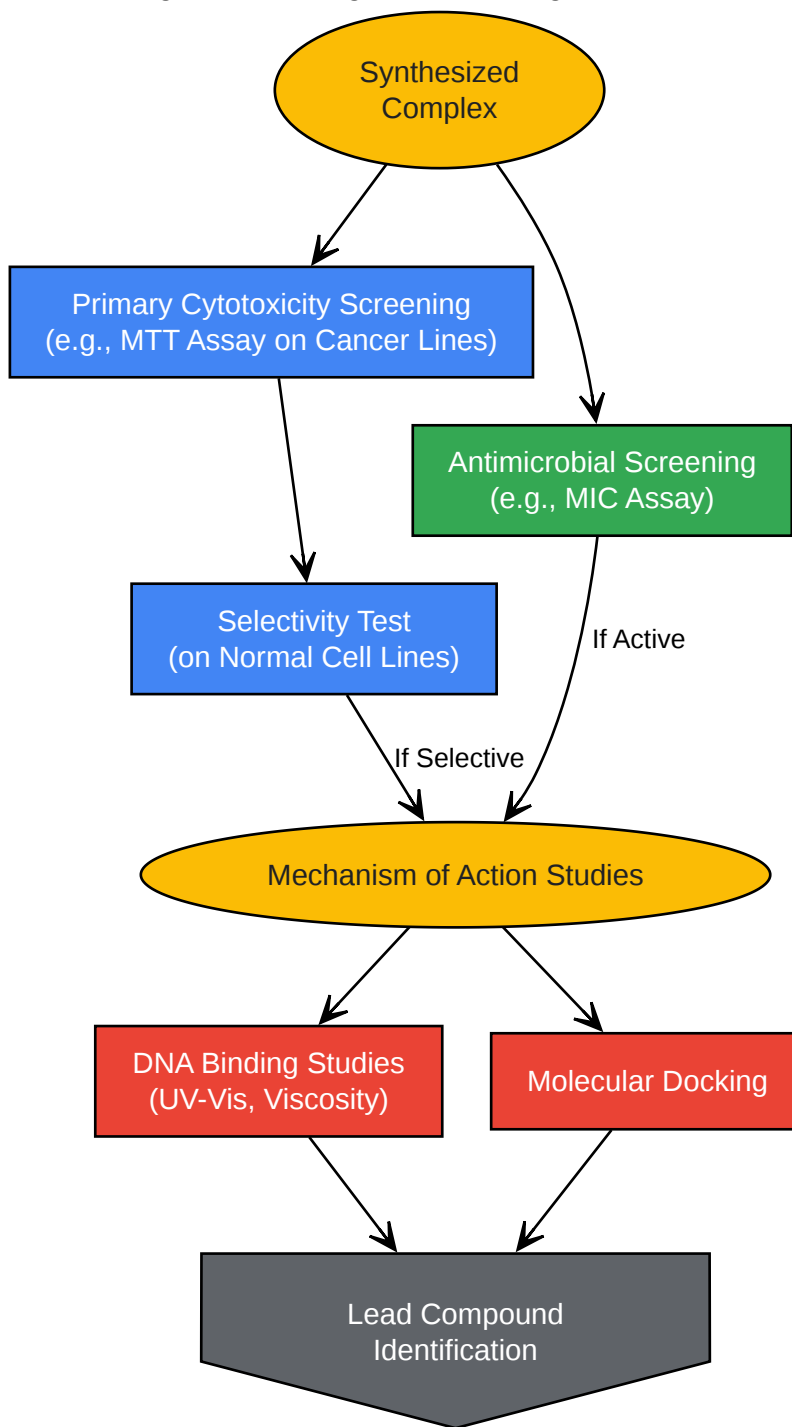 Synthesized
Complex
Primary Cytotoxicity Screening
(e.g., MTT Assay on Cancer Lines)
Antimicrobial Screening
(e.g., MIC Assay)
Selectivity Test
(on Normal Cell Lines)
If Active
If Selective
Mechanism of Action Studies
DNA Binding Studies
(UV-Vis, Viscosity)
Molecular Docking
Lead Compound
Identification